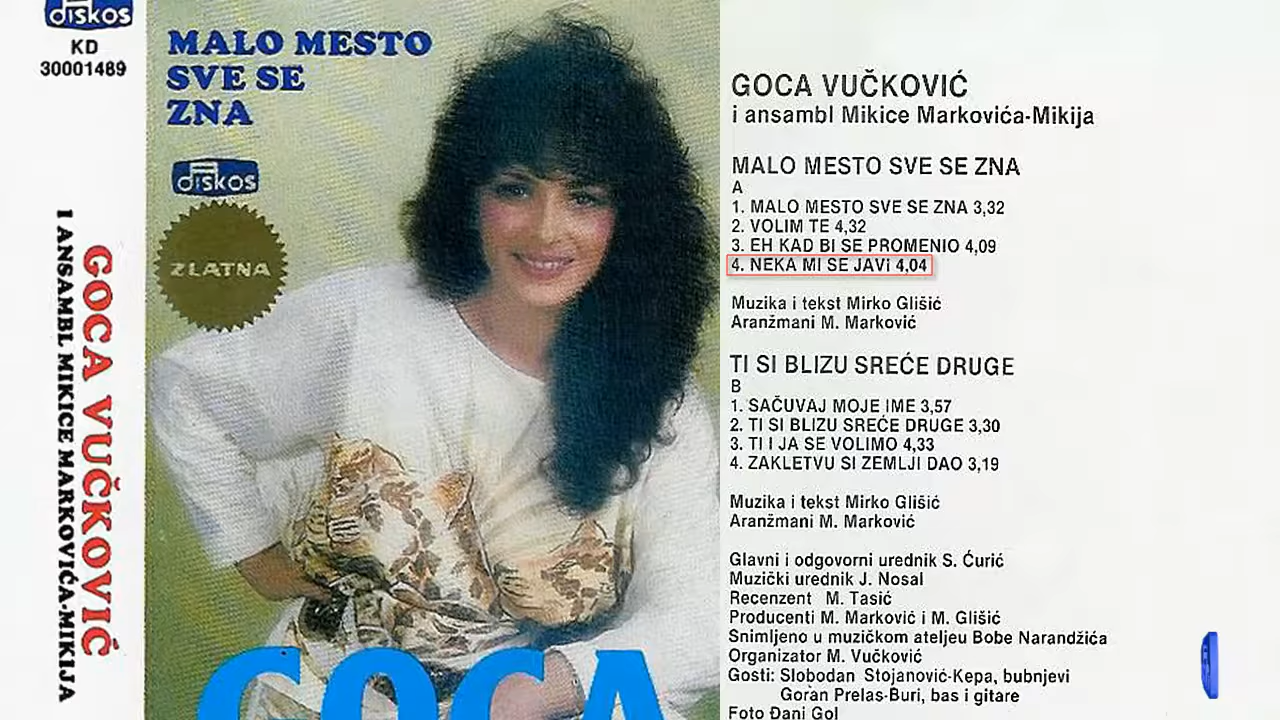 diskos
KD
30001489
GOCA VUČKOVIĆ
I ANSAMBL MIKICE MARKOVIĆA-MIKIJA
MALO MESTO
SVE SE
ZNA
diskos
ZLATNA
GOCA
GOCA VUČKOVIĆ
i ansambl Mikice Markovića-Mikija
MALO MESTO SVE SE ZNA
A
1. MALO MESTO SVE SE ZNA 3,32
2. VOLIM TE 4,32
3. EH KAD BI SE PROMENIO 4,09
4. NEKA MI SE JAVi 4,04
Muzika i tekst Mirko Glišić
Aranžmani M. Marković
TI SI BLIZU SREĆE DRUGE
B
1. SAČUVAJ MOJE IME 3,57
2. TI SI BLIZU SREĆE DRUGE 3,30
3. TI I JA SE VOLIMO 4,33
4. ZAKLETVU SI ZEMLJI DAO 3,19
Muzika i tekst Mirko Glišić
Aranžmani M. Marković
Glavni i odgovorni urednik S. Ćurić
Muzički urednik J. Nosal
Recenzent M. Tasić
Producenti M. Marković i M. Glišić
Snimljeno u muzičkom ateljeu Bobe Narandžića
Organizator M. Vučković
Gosti: Slobodan Stojanović-Kepa, bubnjevi
Goran Prelas-Buri, bas i gitare
Foto Đani Gol